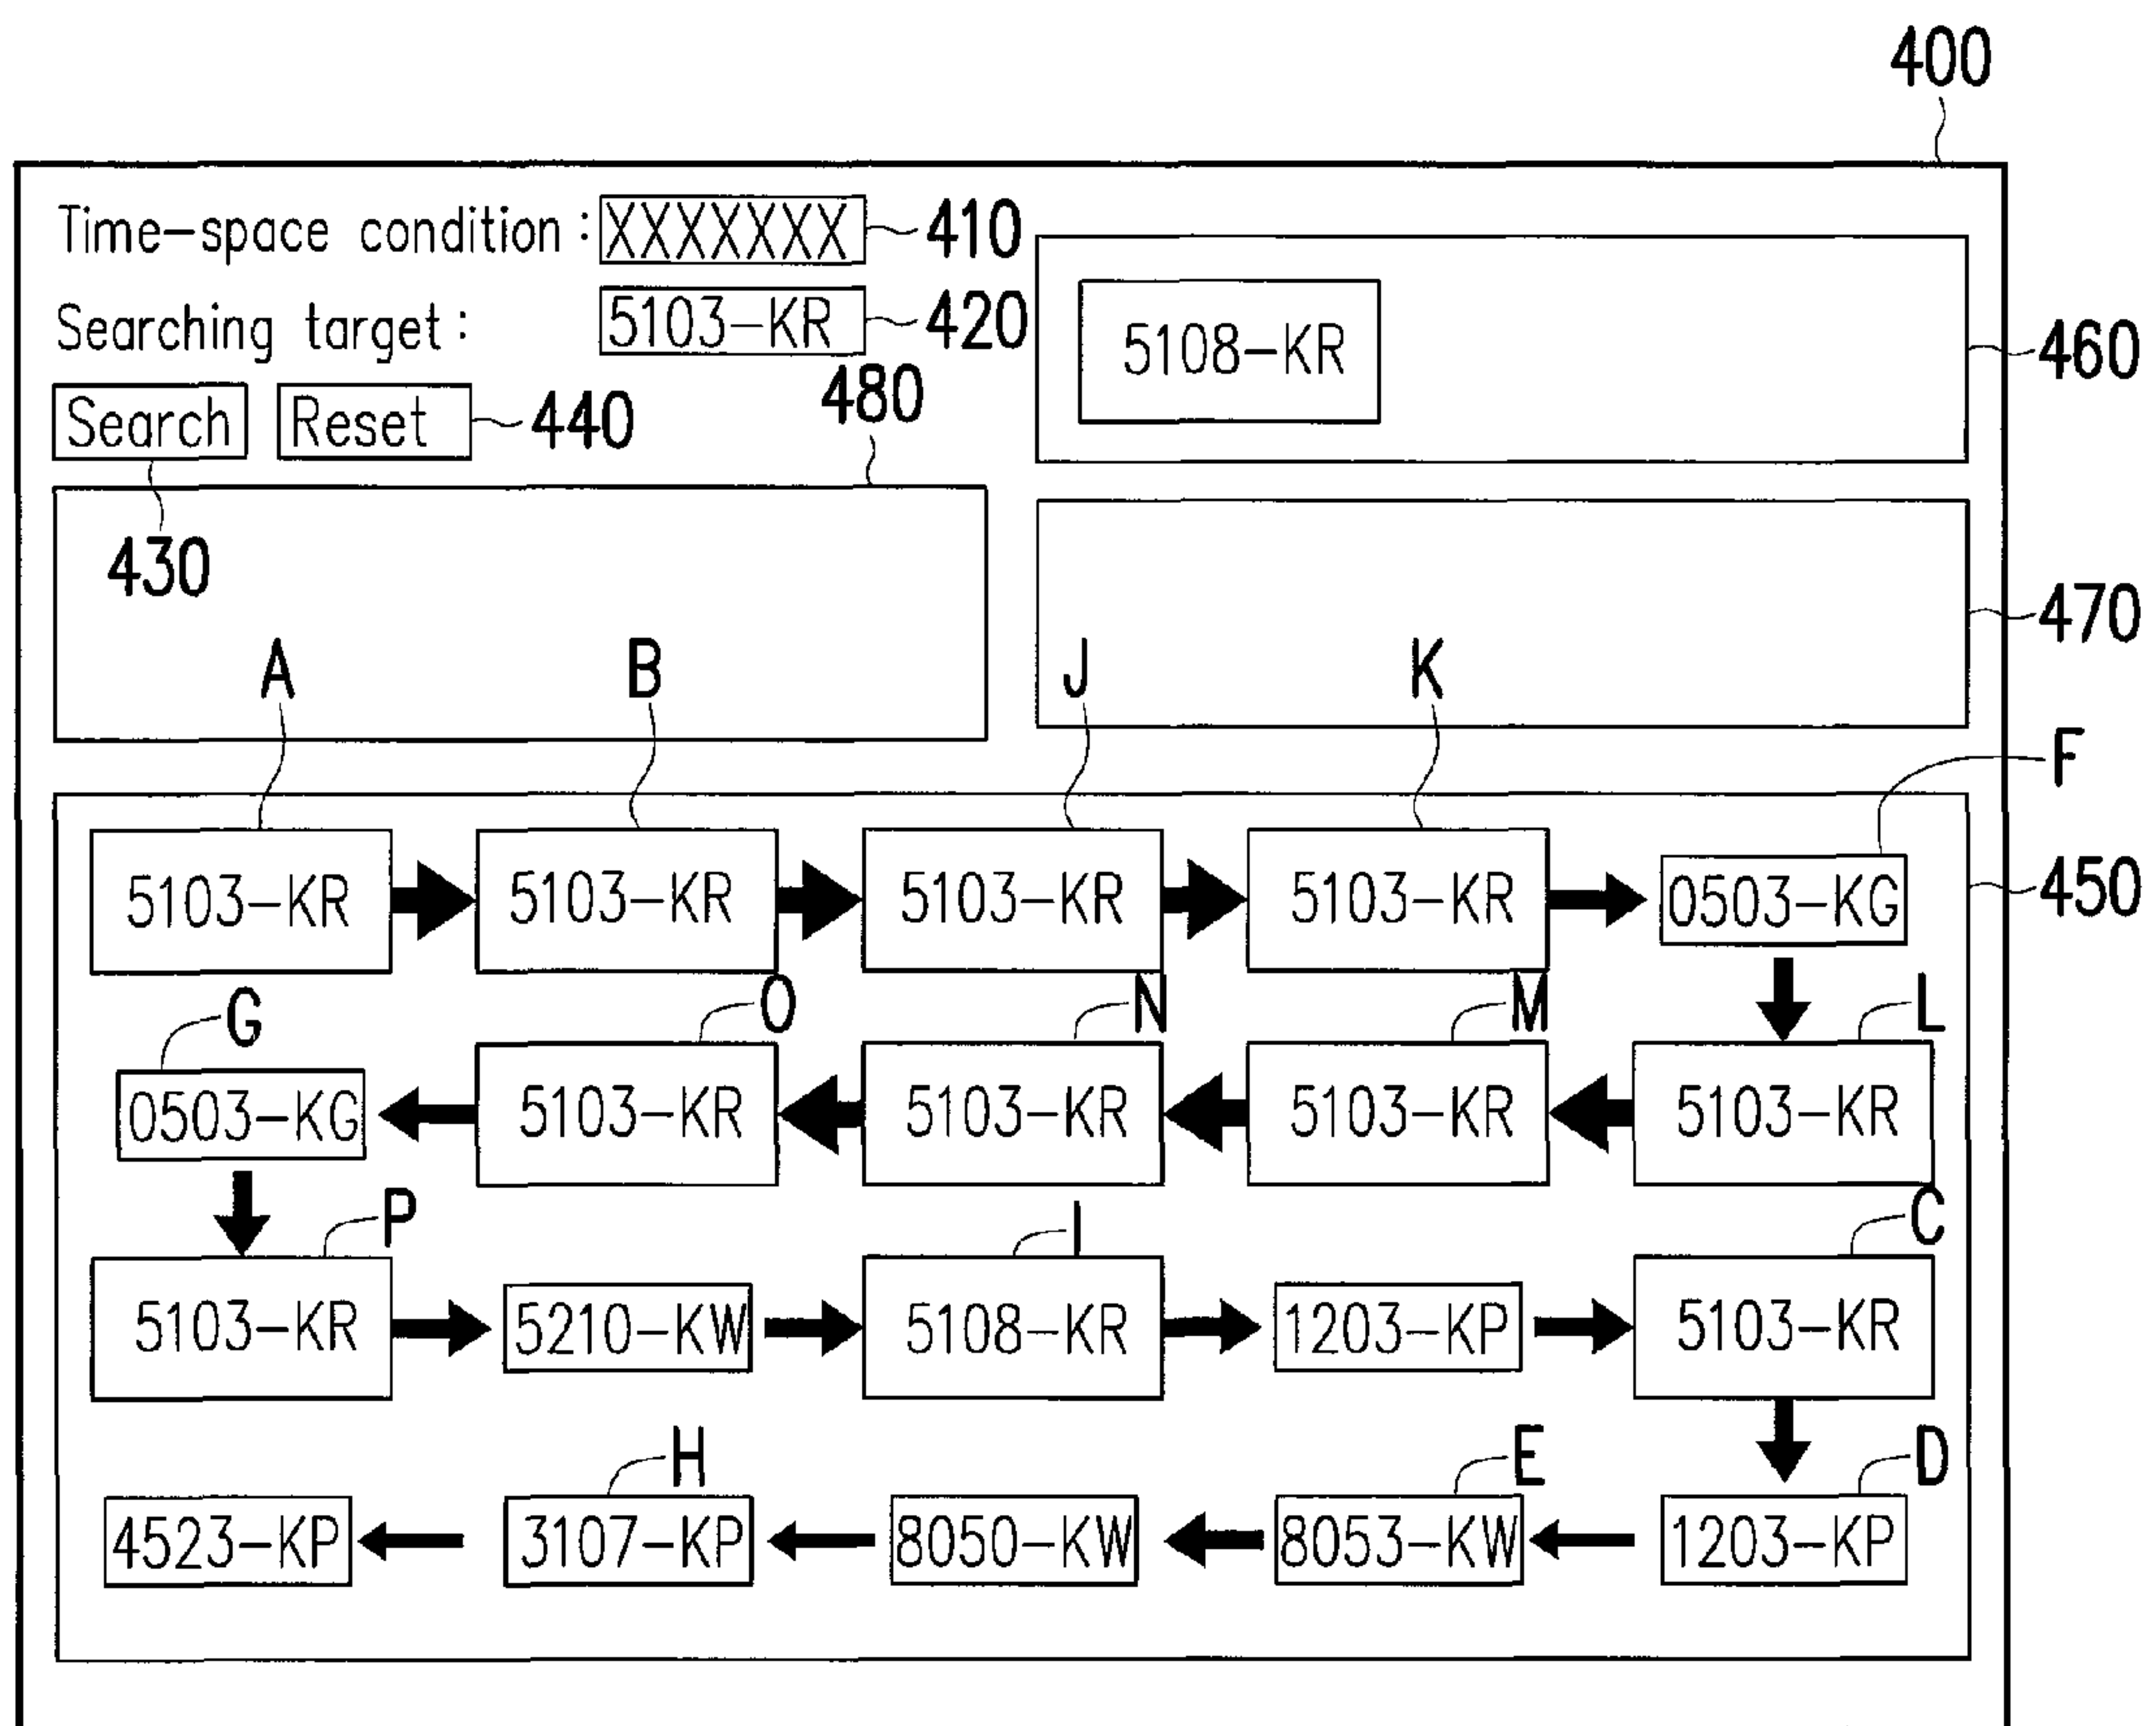 400
Time-space condition: XXXXXXX 410
Searching target: 5103-KR 420
5108-KR 460
Search Reset 440
480
430
470
A B J K
F
5103-KR 5103-KR 5103-KR 5103-KR 0503-KG 450
G O N M L
0503-KG 5103-KR 5103-KR 5103-KR 5103-KR
P I C
5103-KR 5210-KW 5108-KR 1203-KP 5103-KR
H E D
4523-KP 3107-KP 8050-KW 8053-KW 1203-KP